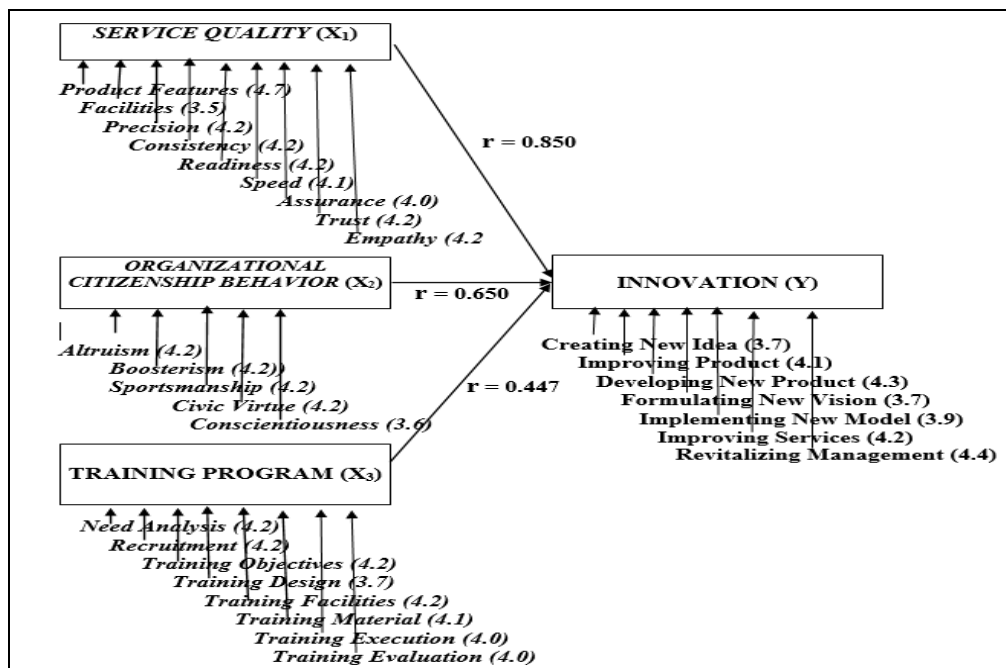 SERVICE QUALITY (X₁)
Product Features (4.7)
Facilities (3.5)
Precision (4.2)
Consistency (4.2)
Readiness (4.2)
Speed (4.1)
Assurance (4.0)
Trust (4.2)
Empathy (4.2
r = 0.850
ORGANIZATIONAL
CITIZENSHIP BEHAVIOR (X₂)
r = 0.650
Altruism (4.2)
Boosterism (4.2))
Sportsmanship (4.2)
Civic Virtue (4.2)
Conscientiousness (3.6)
r = 0.447
TRAINING PROGRAM (X₃)
Need Analysis (4.2)
Recruitment (4.2)
Training Objectives (4.2)
Training Design (3.7)
Training Facilities (4.2)
Training Material (4.1)
Training Execution (4.0)
Training Evaluation (4.0)
INNOVATION (Y)
Creating New Idea (3.7)
Improving Product (4.1)
Developing New Product (4.3)
Formulating New Vision (3.7)
Implementing New Model (3.9)
Improving Services (4.2)
Revitalizing Management (4.4)